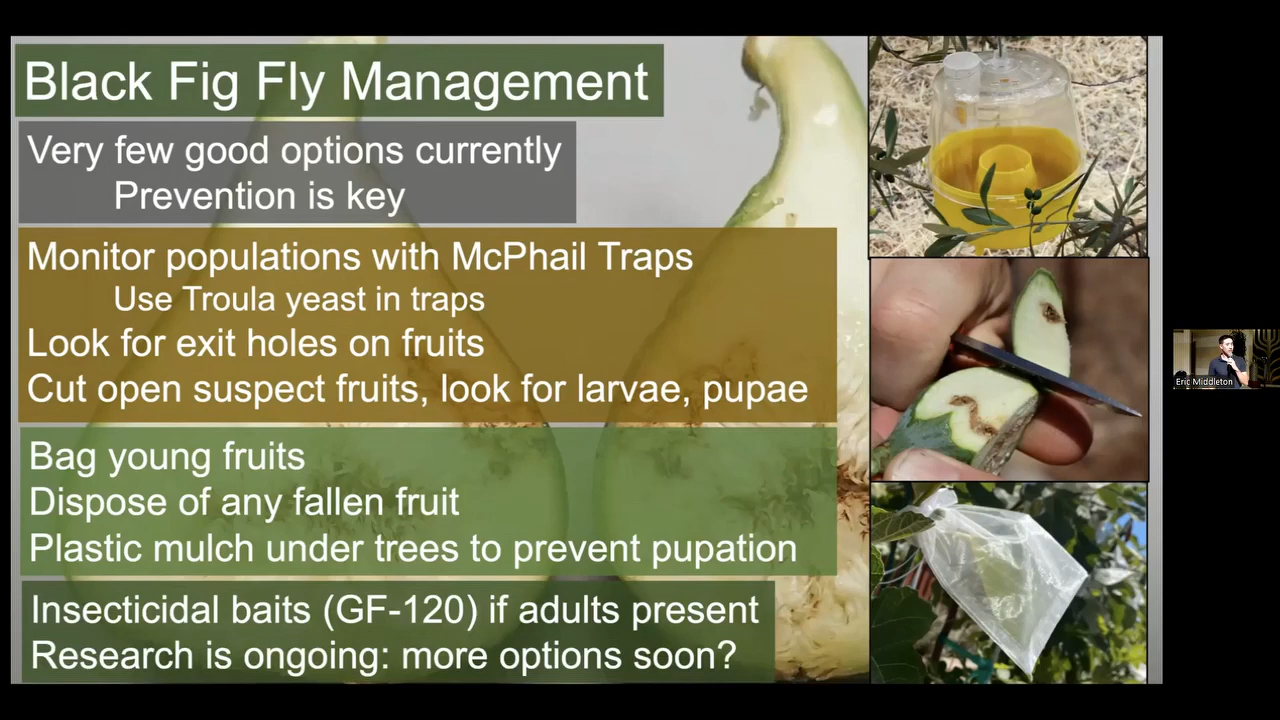 Black Fig Fly Management
Very few good options currently
Prevention is key
Monitor populations with McPhail Traps
Use Troula yeast in traps
Look for exit holes on fruits
Cut open suspect fruits, look for larvae, pupae
Bag young fruits
Dispose of any fallen fruit
Plastic mulch under trees to prevent pupation
Insecticidal baits (GF-120) if adults present
Research is ongoing: more options soon?
Eric Middleton